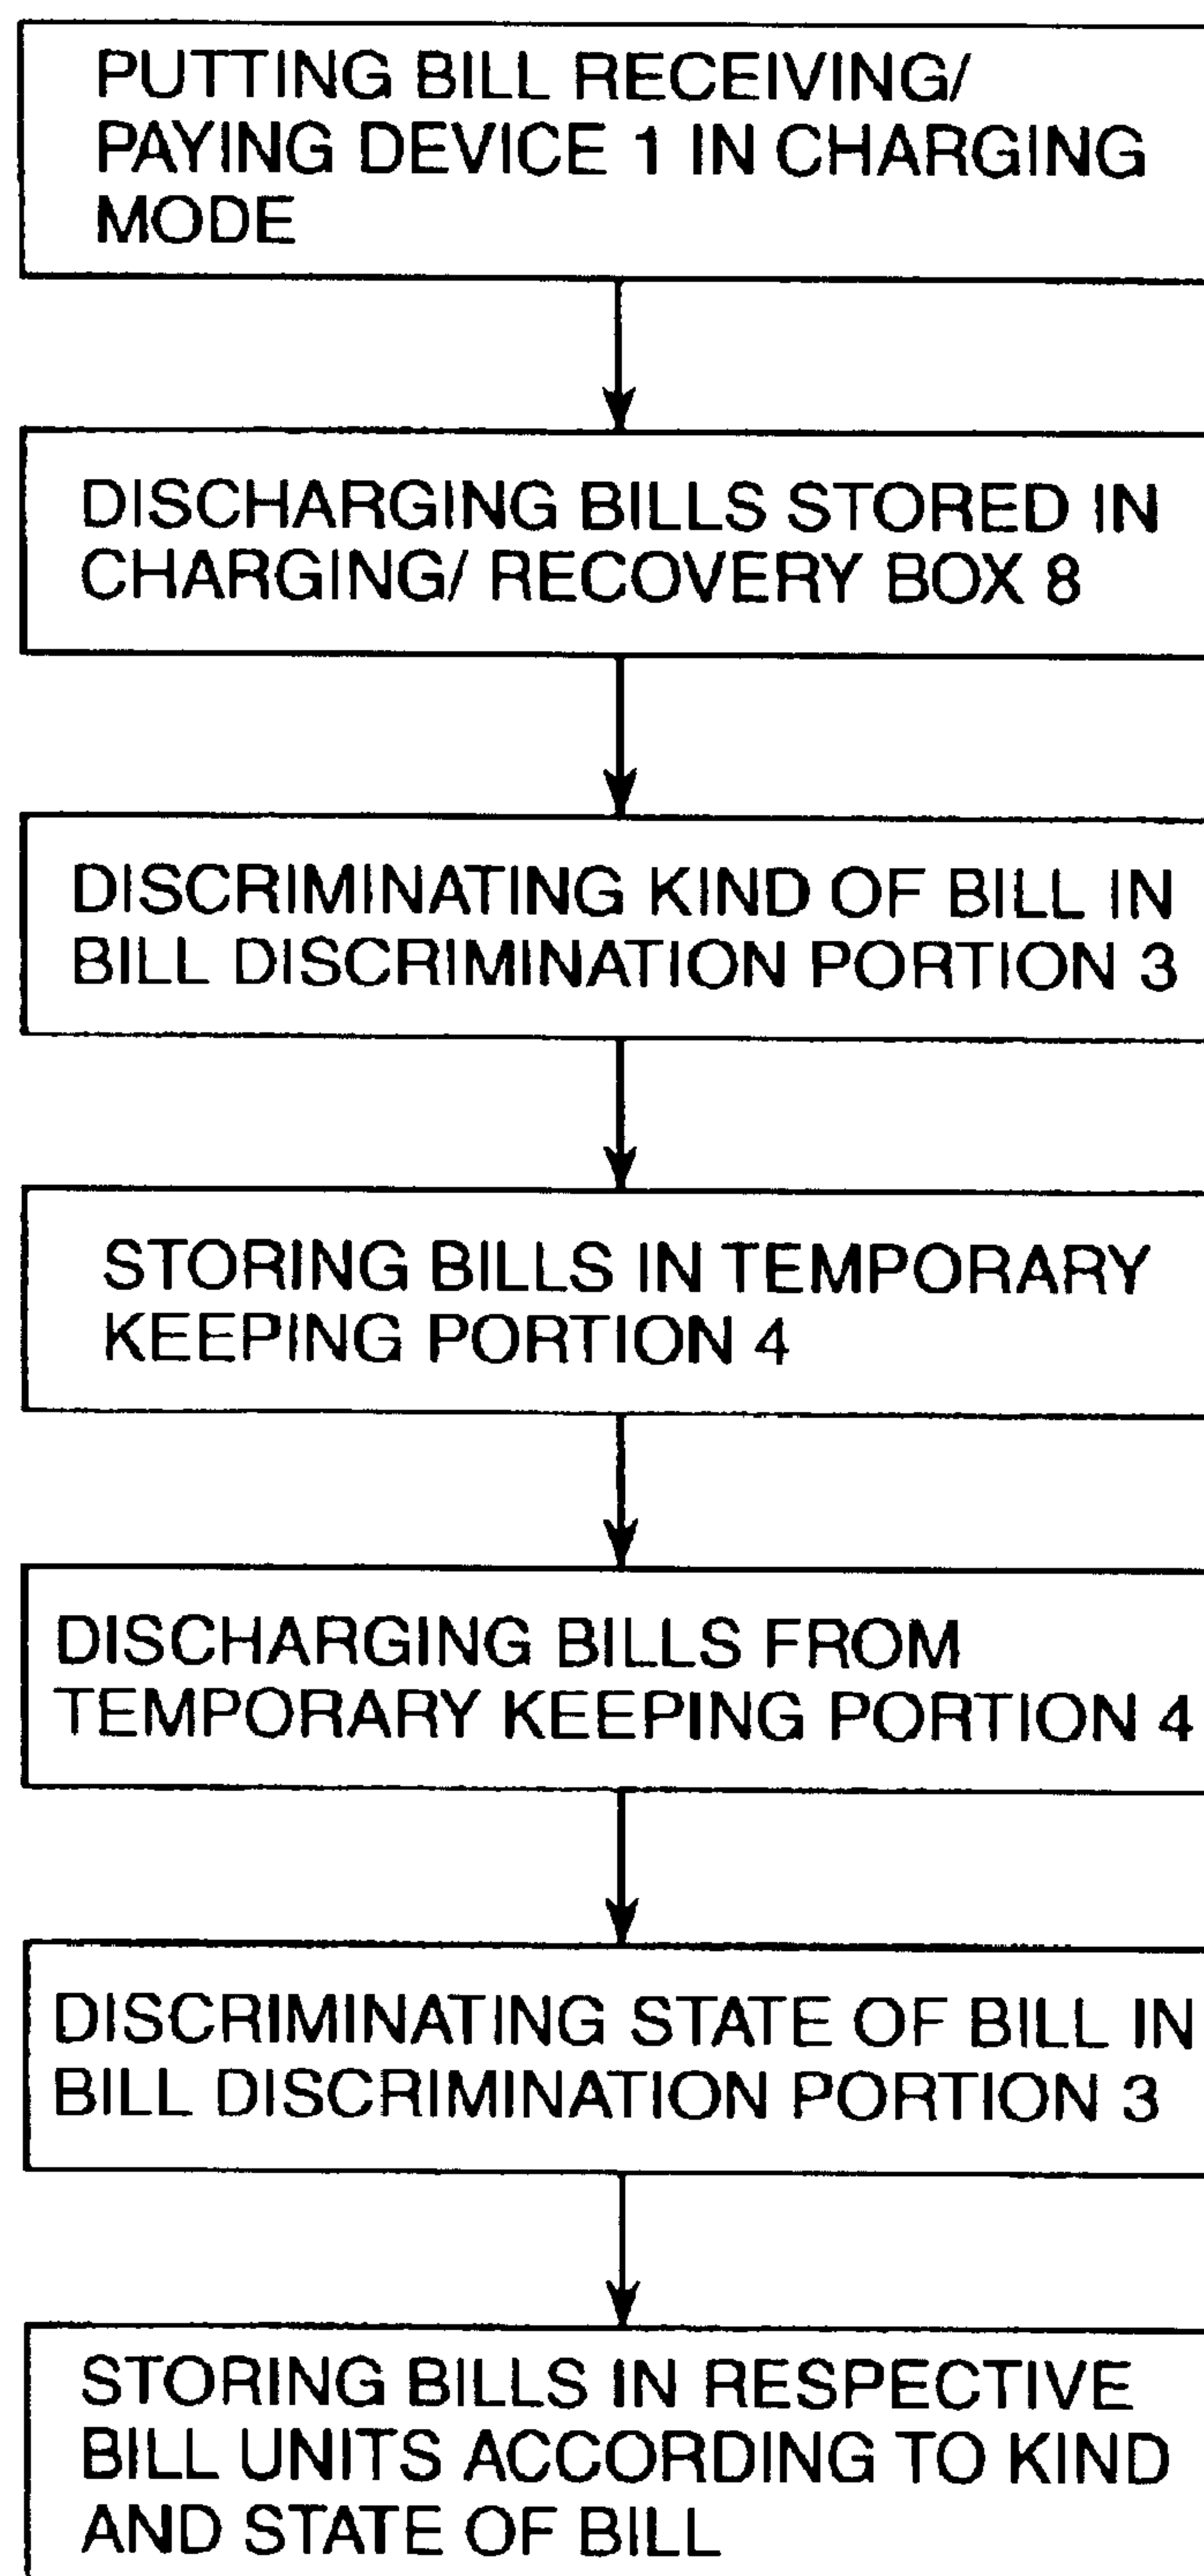 PUTTING BILL RECEIVING/
PAYING DEVICE 1 IN CHARGING
MODE
DISCHARGING BILLS STORED IN
CHARGING/ RECOVERY BOX 8
DISCRIMINATING KIND OF BILL IN
BILL DISCRIMINATION PORTION 3
STORING BILLS IN TEMPORARY
KEEPING PORTION 4
DISCHARGING BILLS FROM
TEMPORARY KEEPING PORTION 4
DISCRIMINATING STATE OF BILL IN
BILL DISCRIMINATION PORTION 3
STORING BILLS IN RESPECTIVE
BILL UNITS ACCORDING TO KIND
AND STATE OF BILL